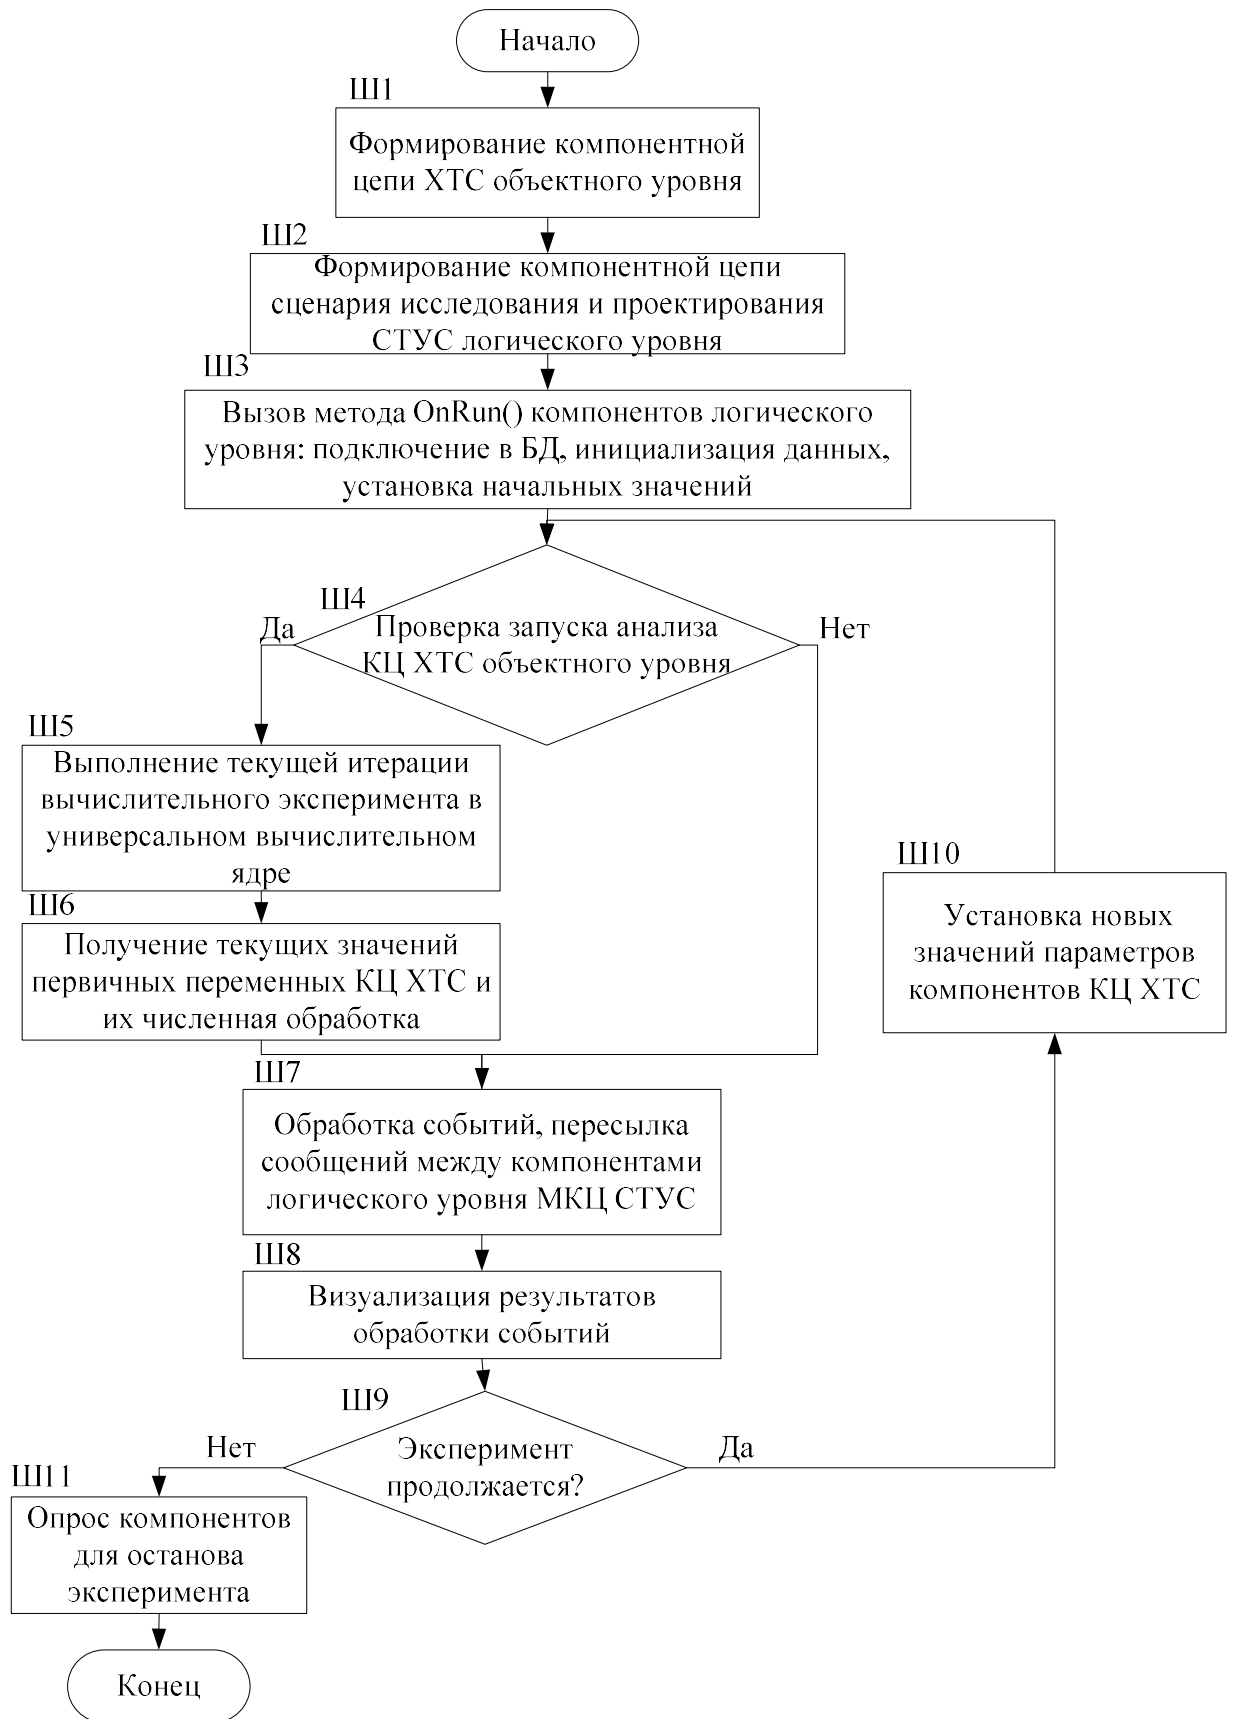 Начало
Ш1
Формирование компонентной
цепи ХТС объектного уровня
Ш2
Формирование компонентной цепи
сценария исследования и проектирования
СТУС логического уровня
Ш3
Вызов метода OnRun() компонентов логического
уровня: подключение в БД, инициализация данных,
установка начальных значений
Ш4
Проверка запуска анализа
КЦ ХТС объектного уровня
Да
Нет
Ш5
Выполнение текущей итерации
вычислительного эксперимента в
универсальном вычислительном
ядре
Ш6
Получение текущих значений
первичных переменных КЦ ХТС и
их численная обработка
Ш10
Установка новых
значений параметров
компонентов КЦ ХТС
Ш7
Обработка событий, пересылка
сообщений между компонентами
логического уровня МКЦ СТУС
Ш8
Визуализация результатов
обработки событий
Ш9
Эксперимент
продолжается?
Нет
Да
Ш11
Опрос компонентов
для останова
эксперимента
Конец